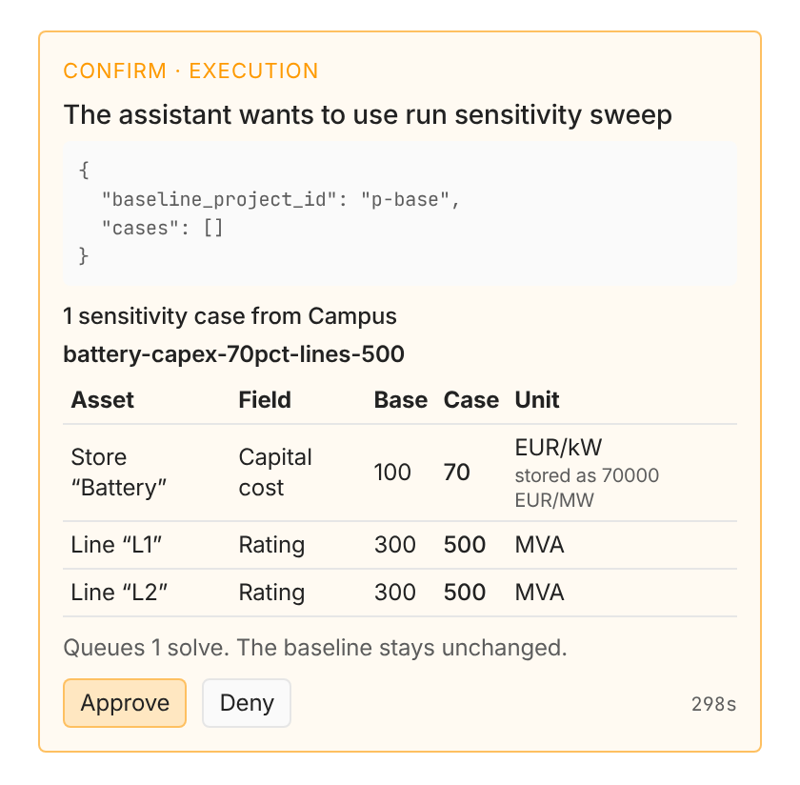 CONFIRM · EXECUTION
The assistant wants to use run sensitivity sweep
{
  "baseline_project_id": "p-base",
  "cases": []
}
1 sensitivity case from Campus
battery-capex-70pct-lines-500
Asset Field Base Case Unit
Store “Battery” Capital cost 100 70 EUR/kW stored as 70000 EUR/MW
Line “L1” Rating 300 500 MVA
Line “L2” Rating 300 500 MVA
Queues 1 solve. The baseline stays unchanged.
Approve Deny 298s